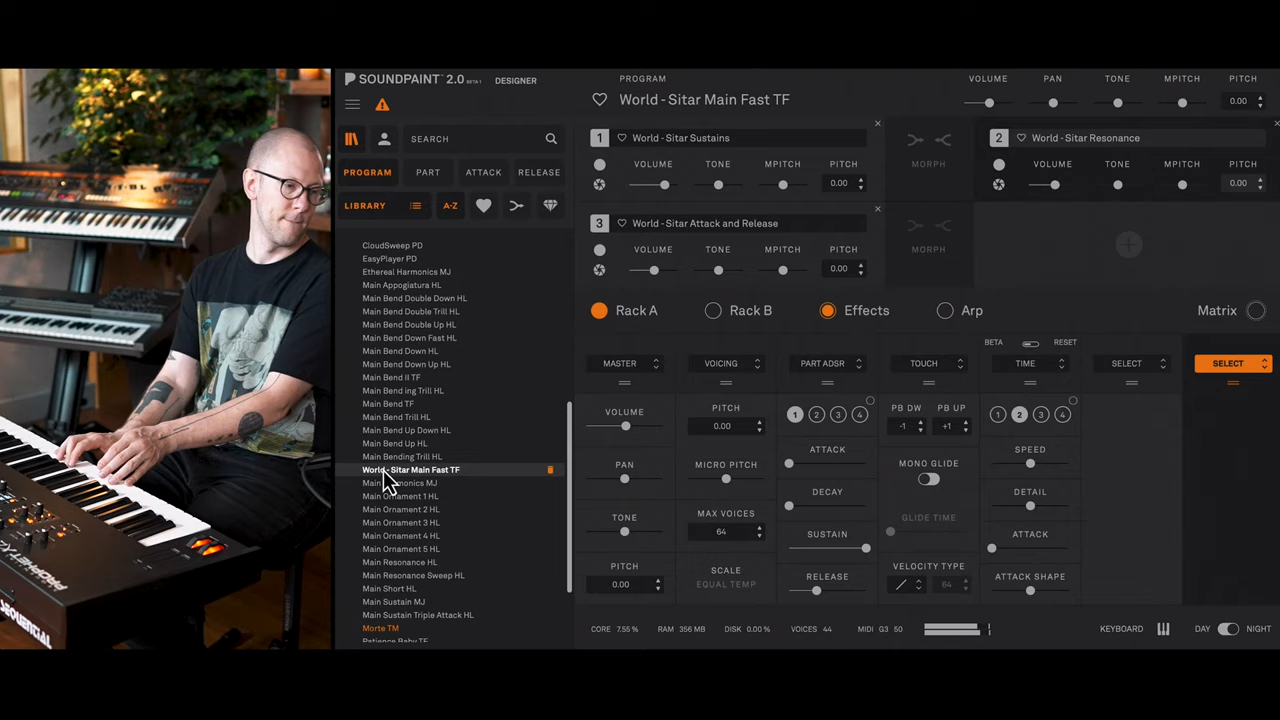 SOUNDPAINT 2.0 BETA 1 DESIGNER
SEARCH
PROGRAM PART ATTACK RELEASE
LIBRARY A-Z
CloudSweep PD
EasyPlayer PD
Ethereal Harmonics MJ
Main Appogiatura HL
Main Bend Double Down HL
Main Bend Double Trill HL
Main Bend Double Up HL
Main Bend Down Fast HL
Main Bend Down HL
Main Bend Down Up HL
Main Bend II TF
Main Bend ing Trill HL
Main Bend TF
Main Bend Trill HL
Main Bend Up Down HL
Main Bend Up HL
Main Bending Trill HL
World - Sitar Main Fast TF
Main
monics MJ
Main Ornament 1 HL
Main Ornament 2 HL
Main Ornament 3 HL
Main Ornament 4 HL
Main Ornament 5 HL
Main Resonance HL
Main Resonance Sweep HL
Main Short HL
Main Sustain MJ
Main Sustain Triple Attack HL
Morte TM
Patience Baby TF
PROGRAM
World - Sitar Main Fast TF
VOLUME PAN TONE MPITCH PITCH
0.00
1 World - Sitar Sustains
VOLUME TONE MPITCH PITCH
0.00
MORPH
2 World - Sitar Resonance
VOLUME TONE MPITCH PITCH
0.00
3 World - Sitar Attack and Release
VOLUME TONE MPITCH PITCH
0.00
MORPH
Rack A Rack B Effects Arp Matrix
BETA RESET
MASTER VOICING PART ADSR TOUCH TIME SELECT SELECT
VOLUME
PAN
TONE
PITCH
0.00
PITCH
0.00
MICRO PITCH
MAX VOICES
64
SCALE
EQUAL TEMP
1 2 3 4
ATTACK
DECAY
SUSTAIN
RELEASE
PB DW PB UP
-1 +1
MONO GLIDE
GLIDE TIME
VELOCITY TYPE
64
1 2 3 4
SPEED
DETAIL
ATTACK
ATTACK SHAPE
CORE 7.55 % RAM 356 MB DISK 0.00 % VOICES 44 MIDI G3 50 KEYBOARD DAY NIGHT
SEQUENTIAL